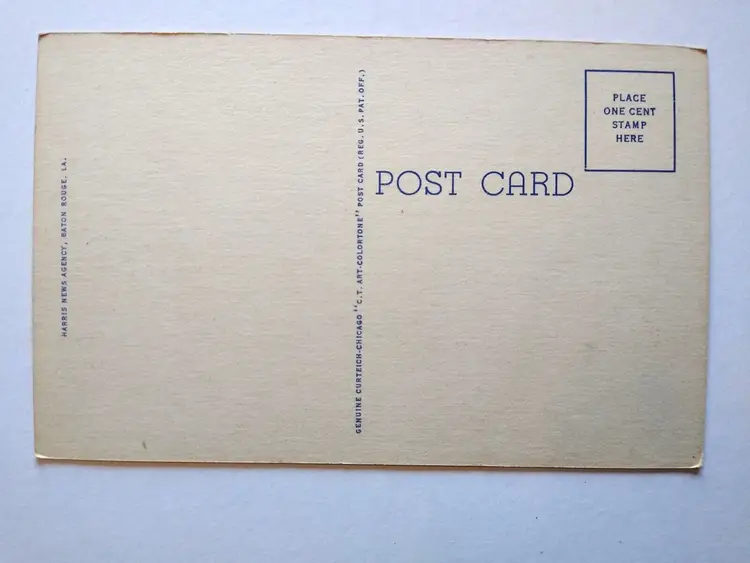 HARRIS NEWS AGENCY, BATON ROUGE, LA.
GENUINE CURTEICH-CHICAGO "C.T. ART-COLORTONE" POST CARD (REG. U.S. PAT. OFF.)
POST CARD
PLACE
ONE CENT
STAMP
HERE